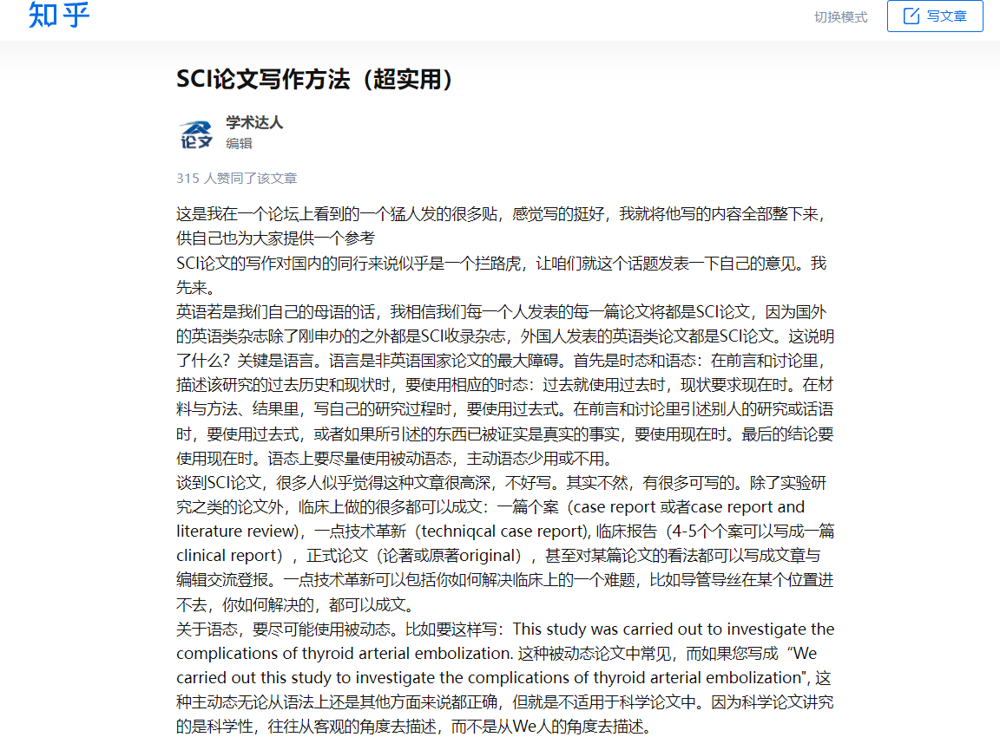 知乎
切换模式
写文章
SCI论文写作方法（超实用）
论文
学术达人
编辑
315 人赞同了该文章
这是我在一个论坛上看到的一个猛人发的很多贴，感觉写的挺好，我就将他写的内容全部整下来，
供自己也为大家提供一个参考
SCI论文的写作对国内的同行来说似乎是一个拦路虎，让咱们就这个话题发表一下自己的意见。我
先来。
英语若是我们自己的母语的话，我相信我们每一个人发表的每一篇论文将都是SCI论文，因为国外
的英语类杂志除了刚申办的之外都是SCI收录杂志，外国人发表的英语类论文都是SCI论文。这说明
了什么？关键是语言。语言是非英语国家论文的最大障碍。首先是时态和语态：在前言和讨论里，
描述该研究的过去历史和现状时，要使用相应的时态：过去就使用过去时，现状要求现在时。在材
料与方法、结果里，写自己的研究过程时，要使用过去式。在前言和讨论里引述别人的研究或话语
时，要使用过去式，或者如果所引述的东西已被证实是真实的事实，要使用现在时。最后的结论要
使用现在时。语态上要尽量使用被动语态，主动语态少用或不用。
谈到SCI论文，很多人似乎觉得这种文章很高深，不好写。其实不然，有很多可写的。除了实验研
究之类的论文外，临床上做的很多都可以成文：一篇个案（case report 或者case report and
literature review)，一点技术革新（techniqcal case report), 临床报告（4-5个个案可以写成一篇
clinical report），正式论文（论著或原著original），甚至对某篇论文的看法都可以写成文章与
编辑交流登报。一点技术革新可以包括你如何解决临床上的一个难题，比如导管导丝在某个位置进
不去，你如何解决的，都可以成文。
关于语态，要尽可能使用被动态。比如要这样写：This study was carried out to investigate the
complications of thyroid arterial embolization. 这种被动态论文中常见，而如果您写成“We
carried out this study to investigate the complications of thyroid arterial embolization", 这
种主动态无论从语法上还是其他方面来说都正确，但就是不适用于科学论文中。因为科学论文讲究
的是科学性，往往从客观的角度去描述，而不是从We人的角度去描述。